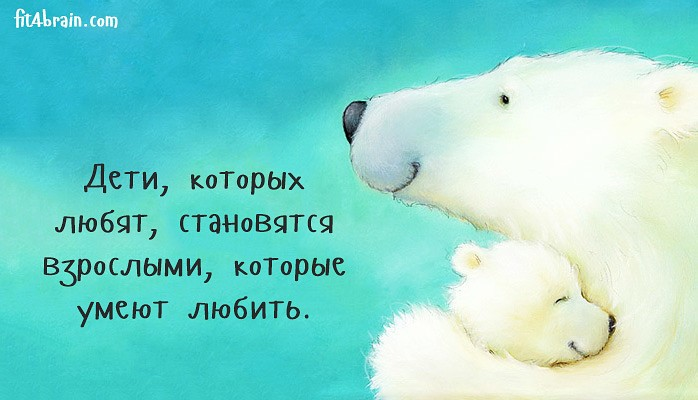 fit4brain.com
Дети, которых
любят, становятся
взрослыми, которые
умеют любить.